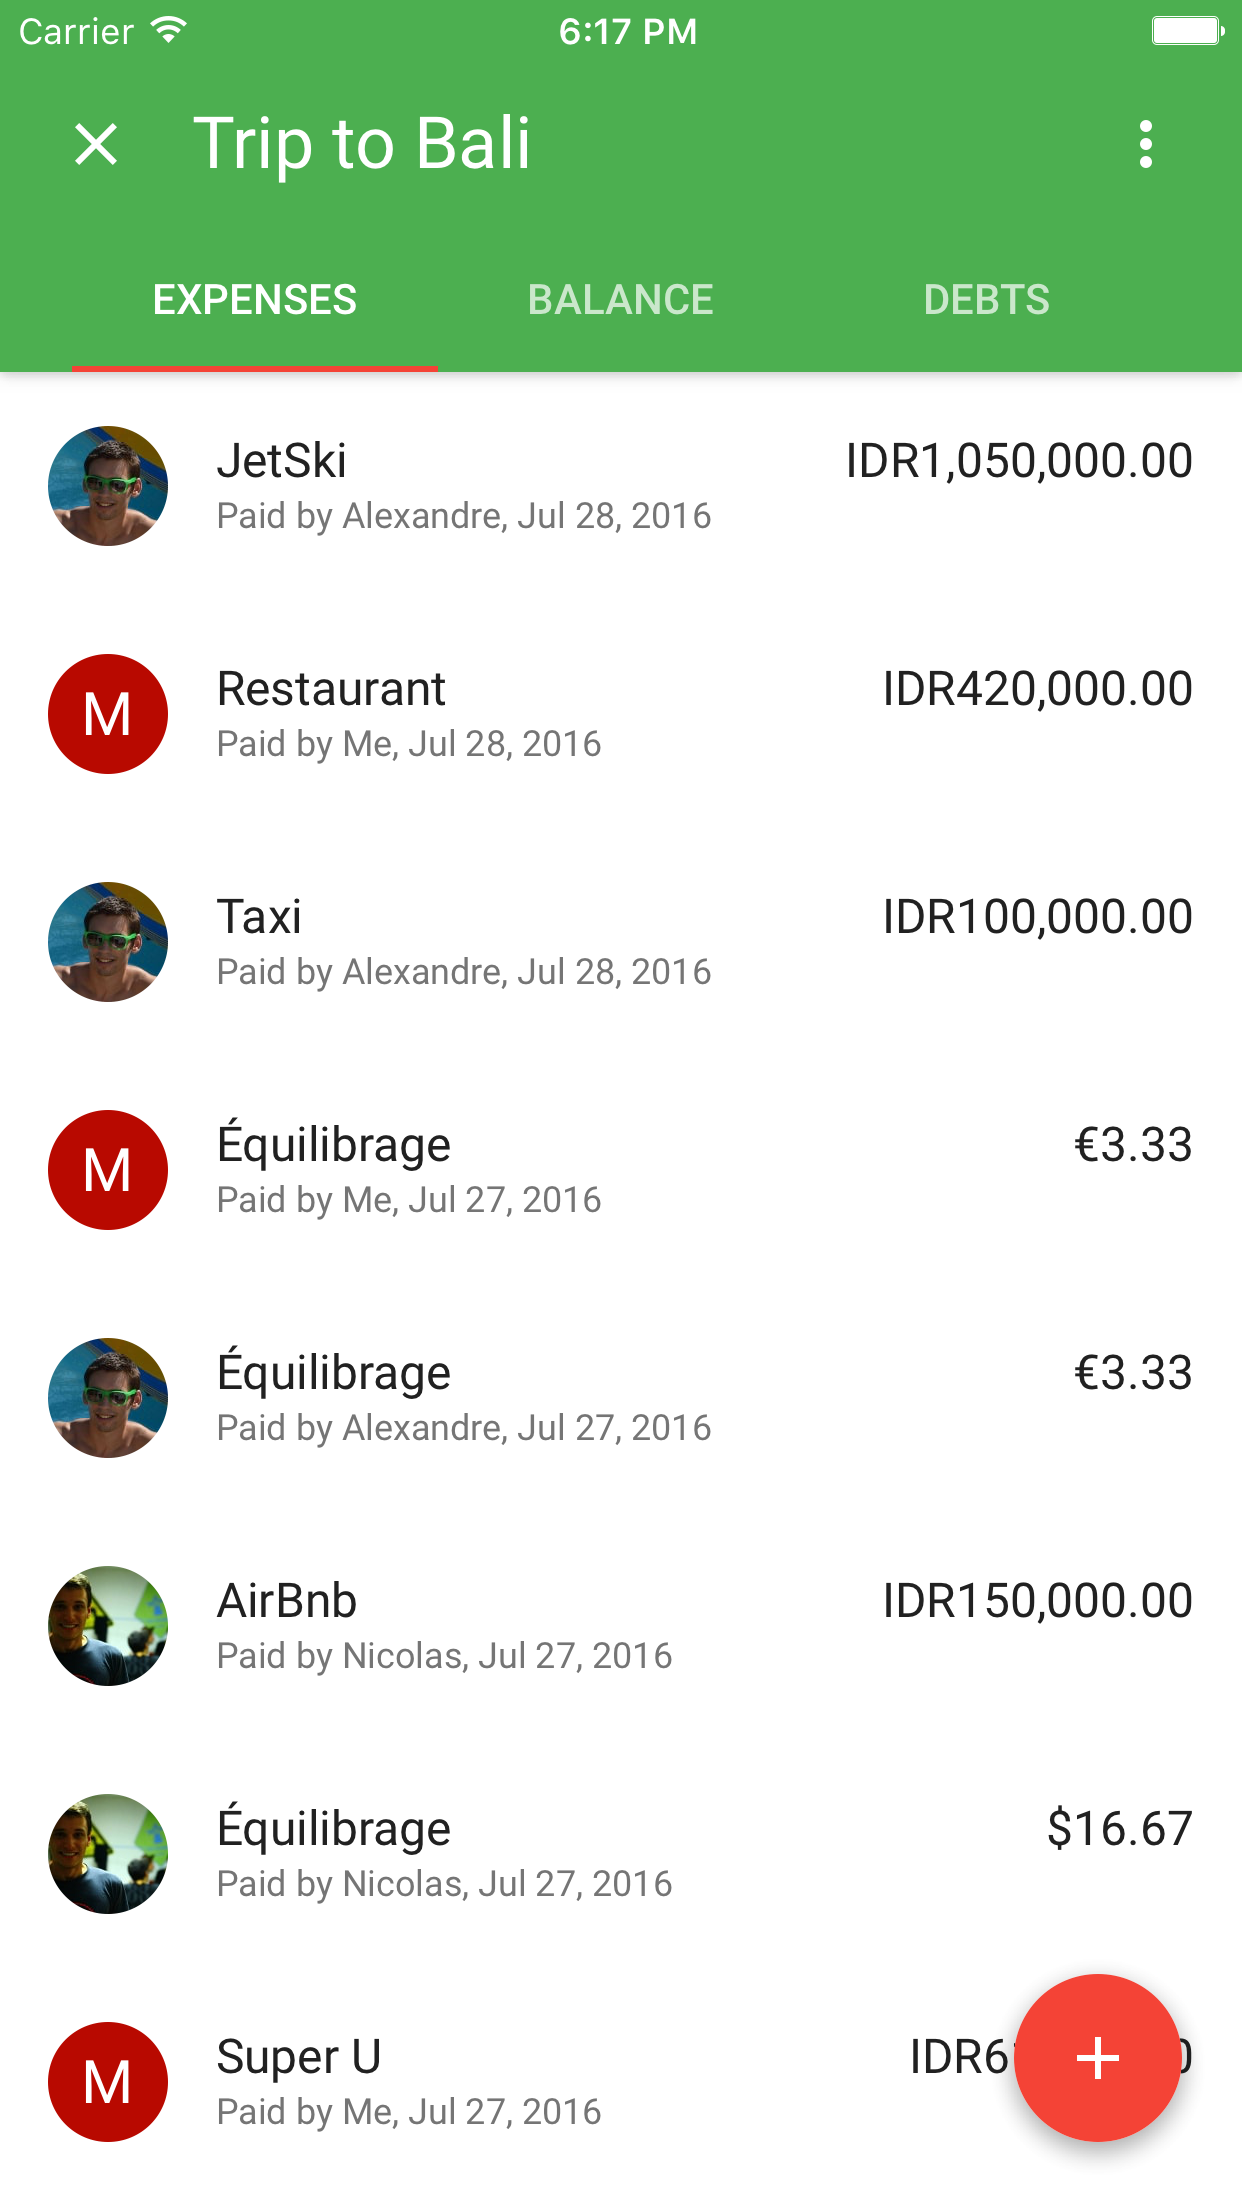 Carrier 6:17 PM
Trip to Bali
EXPENSES BALANCE DEBTS
JetSki IDR1,050,000.00
Paid by Alexandre, Jul 28, 2016
M Restaurant IDR420,000.00
Paid by Me, Jul 28, 2016
Taxi IDR100,000.00
Paid by Alexandre, Jul 28, 2016
M Équilibrage €3.33
Paid by Me, Jul 27, 2016
Équilibrage €3.33
Paid by Alexandre, Jul 27, 2016
AirBnb IDR150,000.00
Paid by Nicolas, Jul 27, 2016
Équilibrage $16.67
Paid by Nicolas, Jul 27, 2016
M Super U
Paid by Me, Jul 27, 2016